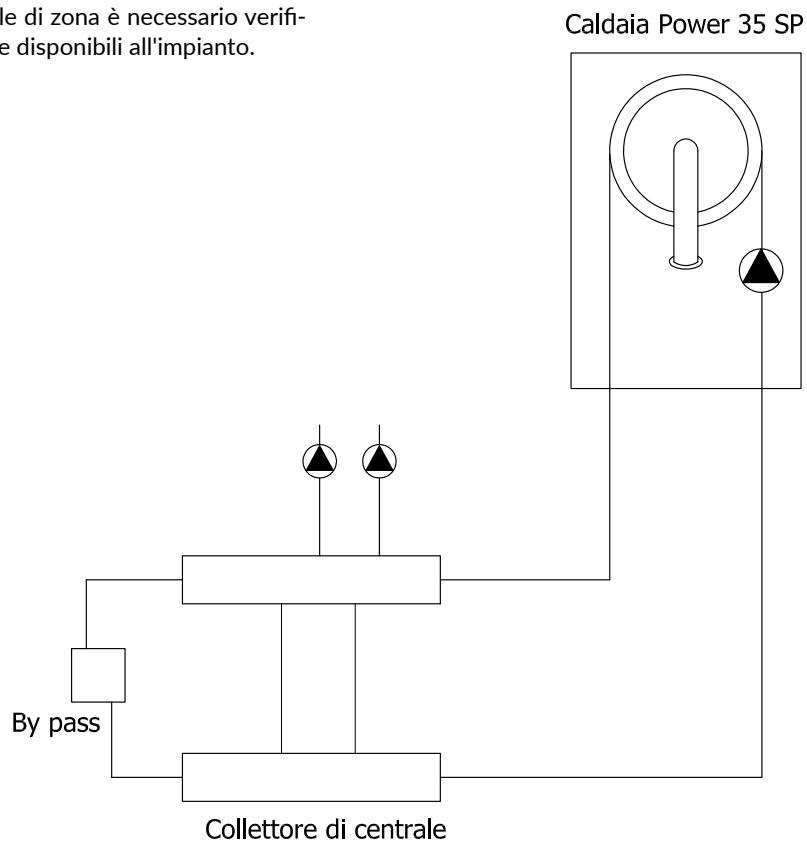 le di zona è necessario verifi-
e disponibili all'impianto.
Caldaia Power 35 SP
By pass
Collettore di centrale